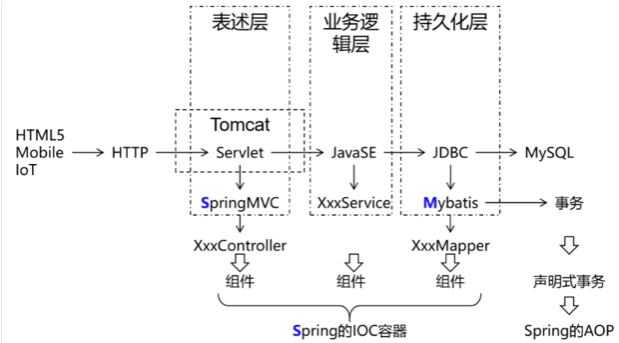 表述层
业务逻
辑层
持久化层
Tomcat
HTML5
Mobile
IoT
HTTP
Servlet
JavaSE
JDBC
MySQL
SpringMVC
XxxService
Mybatis
事务
XxxController
XxxMapper
组件
组件
组件
声明式事务
Spring的IOC容器
Spring的AOP